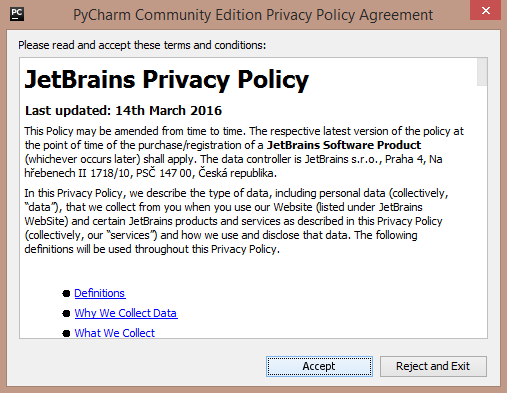 PC
PyCharm Community Edition Privacy Policy Agreement
Please read and accept these terms and conditions:
JetBrains Privacy Policy
Last updated: 14th March 2016
This Policy may be amended from time to time. The respective latest version of the policy at
the point of time of the purchase/registration of a JetBrains Software Product
(whichever occurs later) shall apply. The data controller is JetBrains s.r.o., Praha 4, Na
hřebenech II 1718/10, PSČ 147 00, Česká republika.
In this Privacy Policy, we describe the type of data, including personal data (collectively,
“data”), that we collect from you when you use our Website (listed under JetBrains
WebSite) and certain JetBrains products and services as described in this Privacy Policy
(collectively, our “services”) and how we use and disclose that data. The following
definitions will be used throughout this Privacy Policy.
Definitions
Why We Collect Data
What We Collect
Accept
Reject and Exit